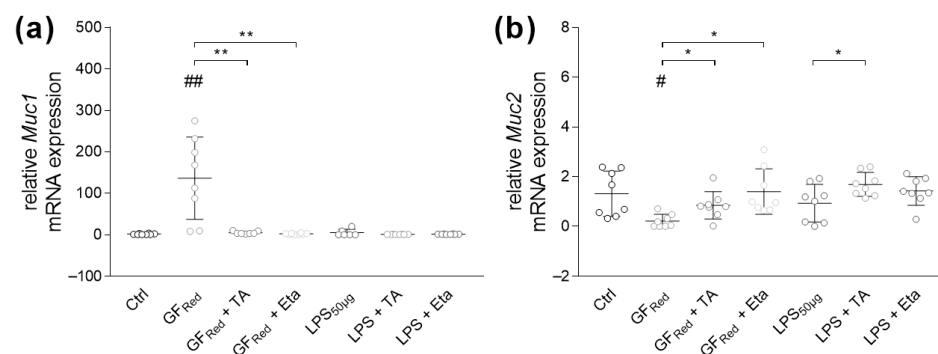 (a)
relative Muc1
mRNA expression
500
400
300
200
100
0
−100
**
**
##
Ctrl
GFRed
GFRed + TA
GFRed + Eta
LPS50µg
LPS + TA
LPS + Eta
(b)
relative Muc2
mRNA expression
8
6
4
2
0
−2
*
*
*
#
Ctrl
GFRed
GFRed + TA
GFRed + Eta
LPS50µg
LPS + TA
LPS + Eta